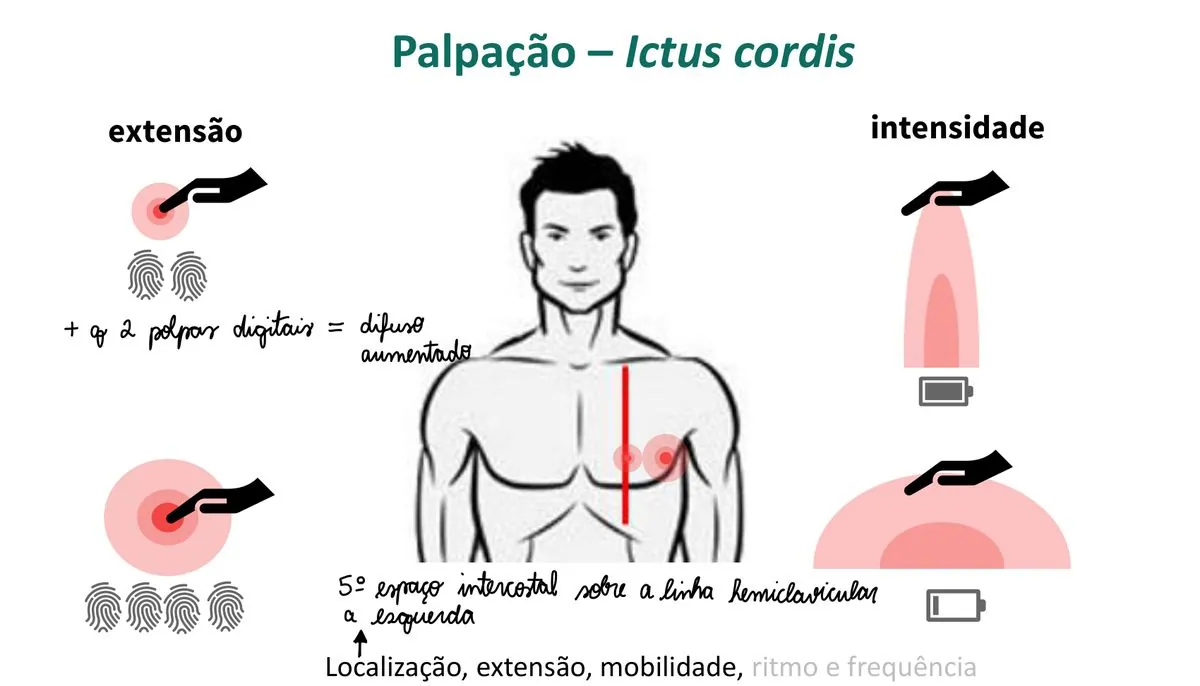 Palpação – Ictus cordis
extensão
intensidade
+ q 2 polpas digitais = difuso
aumentado
5º espaço intercostal sobre a linha hemiclavicular
a esquerda
Localização, extensão, mobilidade, ritmo e frequência